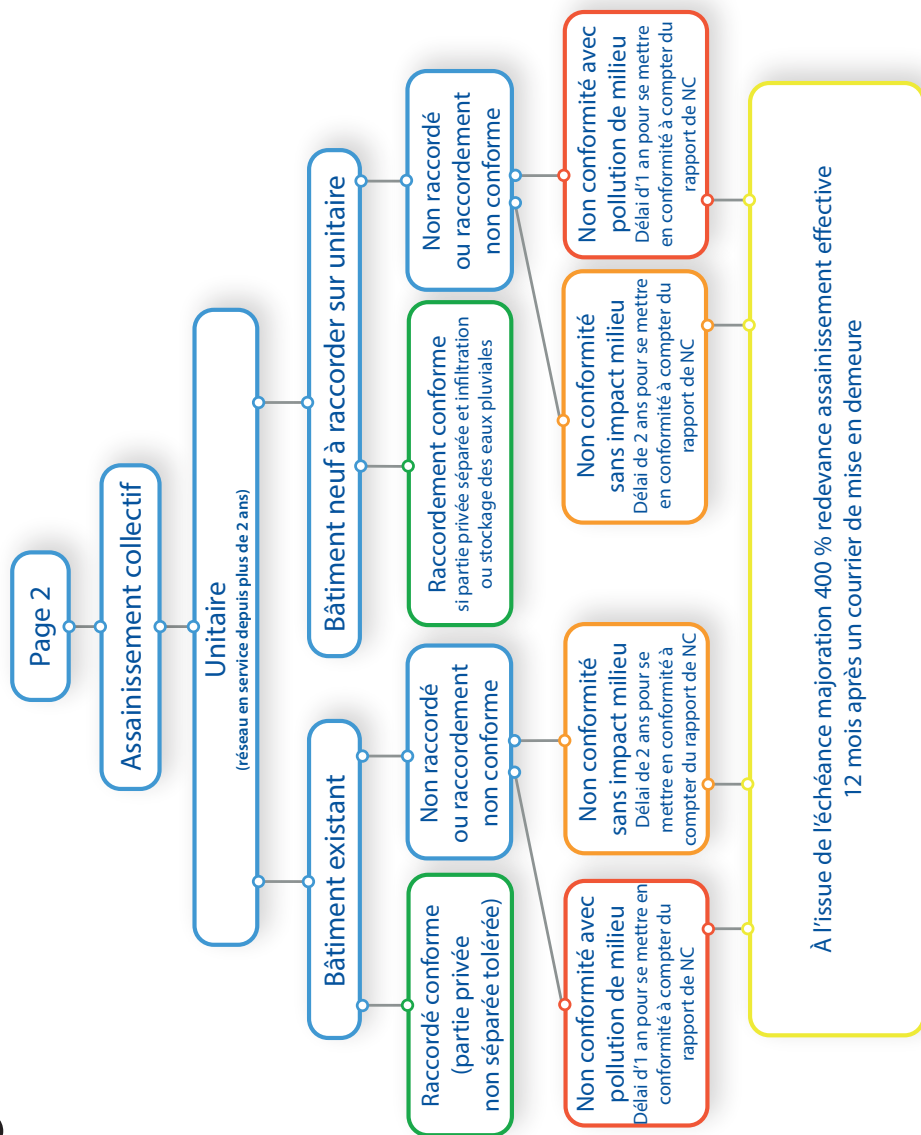 Page 2
Assainissement collectif
Unitaire
(réseau en service depuis plus de 2 ans)
Bâtiment existant
Bâtiment neuf à raccorder sur unitaire
Raccordé conforme
(partie privée
non séparée tolérée)
Non raccordé
ou raccordement
non conforme
Raccordement conforme
si partie privée séparée et infiltration
ou stockage des eaux pluviales
Non raccordé
ou raccordement
non conforme
Non conformité avec
pollution de milieu
Délai d'1 an pour se mettre en
conformité à compter du
rapport de NC
Non conformité
sans impact milieu
Délai de 2 ans pour se
mettre en conformité à
compter du rapport de NC
Non conformité
sans impact milieu
Délai de 2 ans pour se mettre
en conformité à compter du
rapport de NC
Non conformité avec
pollution de milieu
Délai d'1 an pour se mettre
en conformité à compter du
rapport de NC
À l'issue de l'échéance majoration 400 % redevance assainissement effective
12 mois après un courrier de mise en demeure